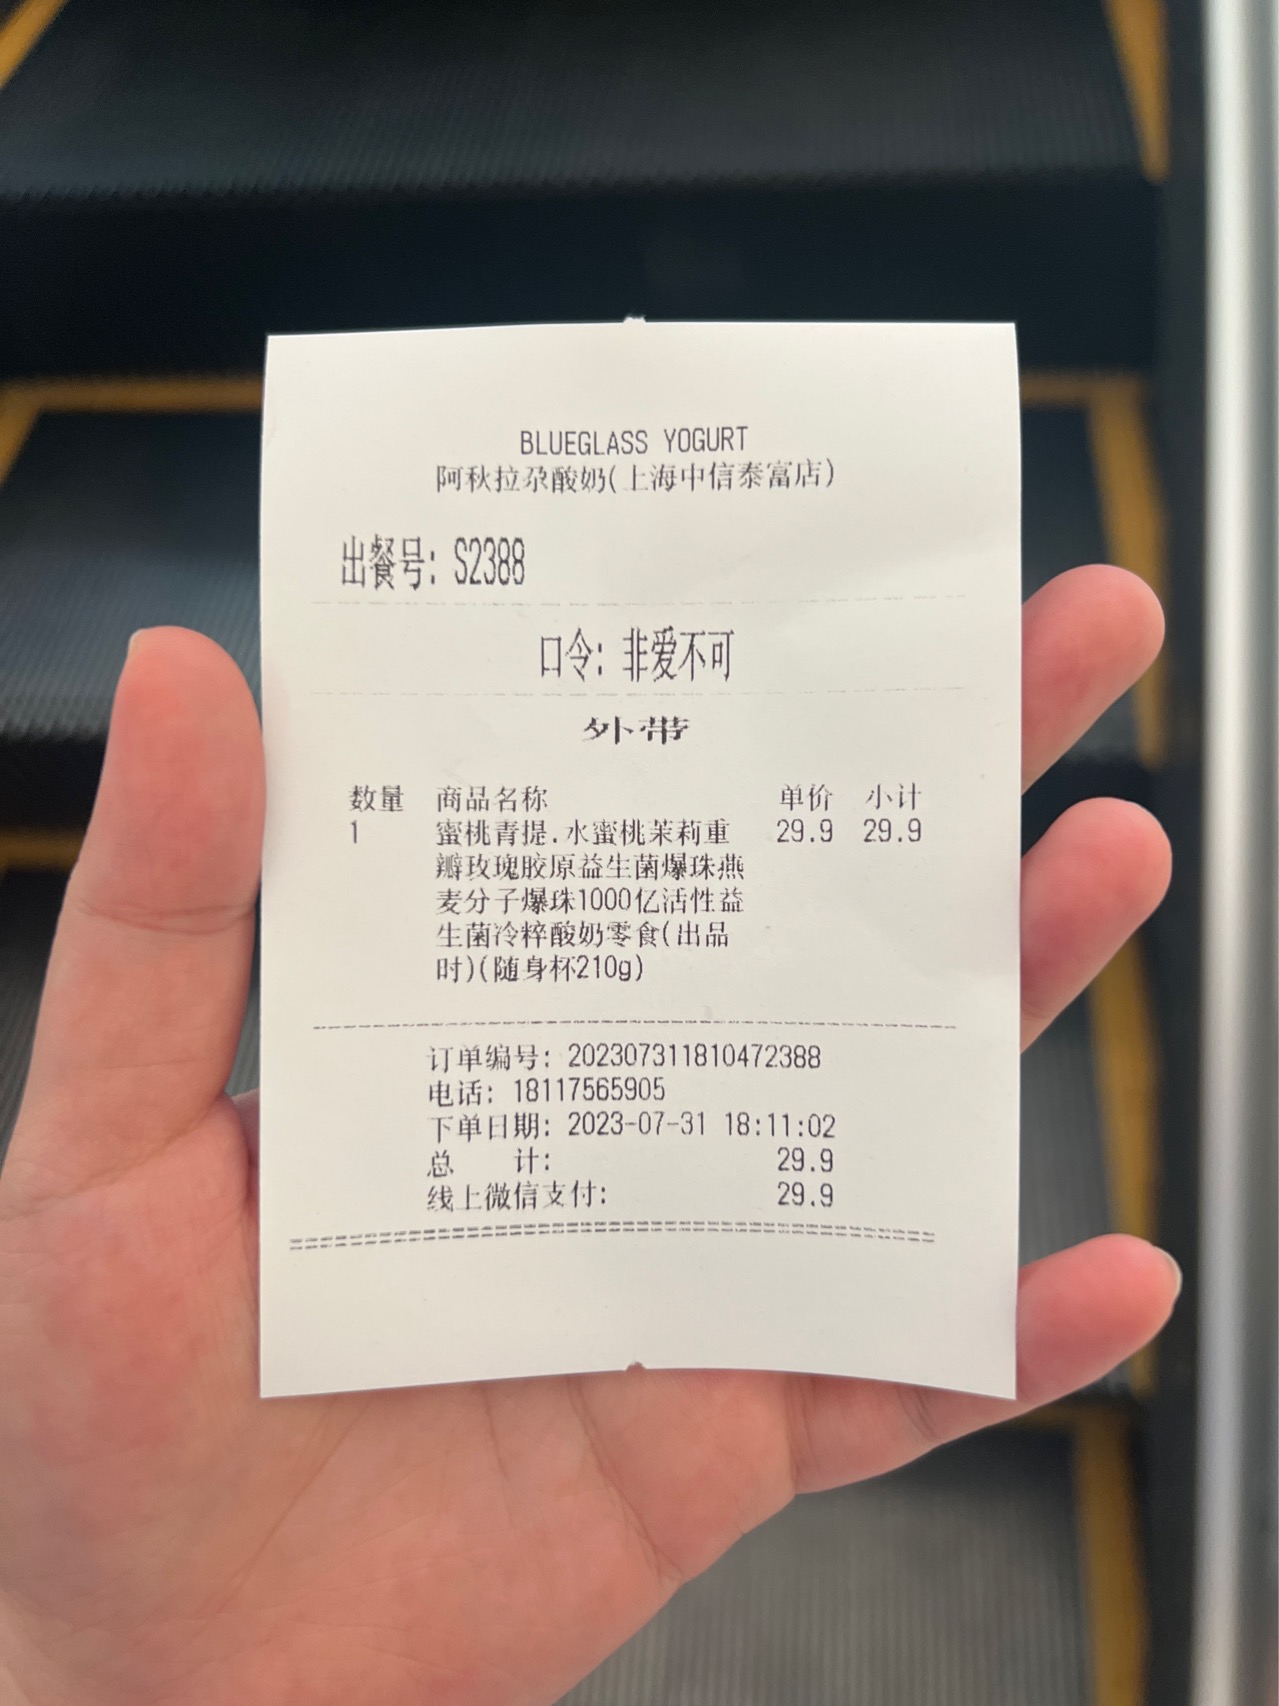 BLUEGLASS YOGURT
阿秋拉尕酸奶(上海中信泰富店)
出餐号: S2388
口令: 非爱不可
外带
数量 商品名称 单价 小计
1 蜜桃青提.水蜜桃茉莉重 29.9 29.9
瓣玫瑰胶原益生菌爆珠燕
麦分子爆珠1000亿活性益
生菌冷粹酸奶零食(出品
时)(随身杯210g)
订单编号: 202307311810472388
电话: 18117565905
下单日期: 2023-07-31 18:11:02
总 计: 29.9
线上微信支付: 29.9